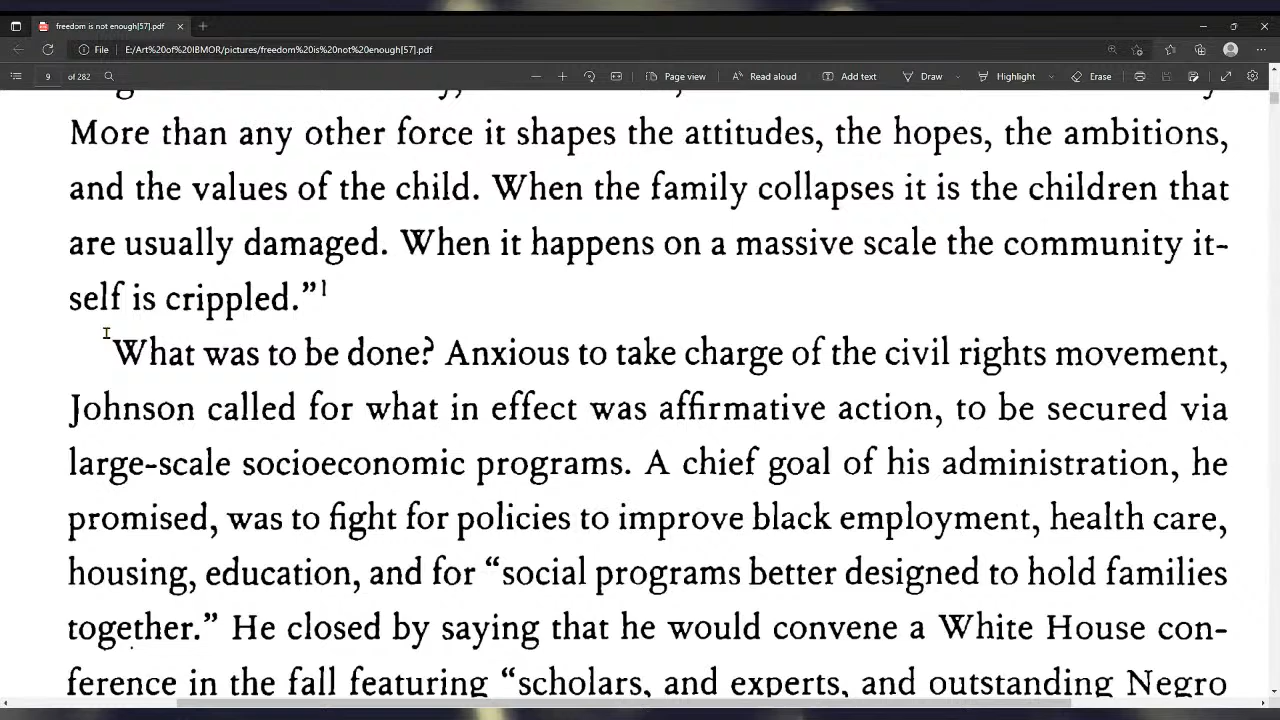 freedom is not enough[57].pdf
File E:/Art%20of%20IBMOR/pictures/freedom%20is%20not%20enough[57].pdf
9 of 282 Page view Read aloud Add text Draw Highlight Erase
More than any other force it shapes the attitudes, the hopes, the ambitions,
and the values of the child. When the family collapses it is the children that
are usually damaged. When it happens on a massive scale the community it-
self is crippled.”1
What was to be done? Anxious to take charge of the civil rights movement,
Johnson called for what in effect was affirmative action, to be secured via
large-scale socioeconomic programs. A chief goal of his administration, he
promised, was to fight for policies to improve black employment, health care,
housing, education, and for “social programs better designed to hold families
together.” He closed by saying that he would convene a White House con-
ference in the fall featuring “scholars, and experts, and outstanding Negro